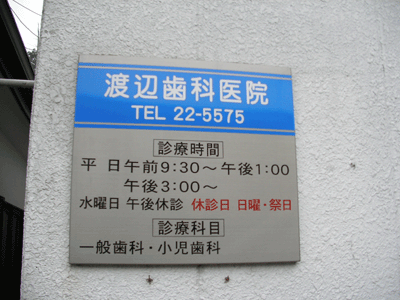 渡辺歯科医院
TEL 22-5575
診療時間
平 日午前9:30〜午後1:00
午後3:00〜
水曜日 午後休診 休診日 日曜・祭日
診療科目
一般歯科・小児歯科